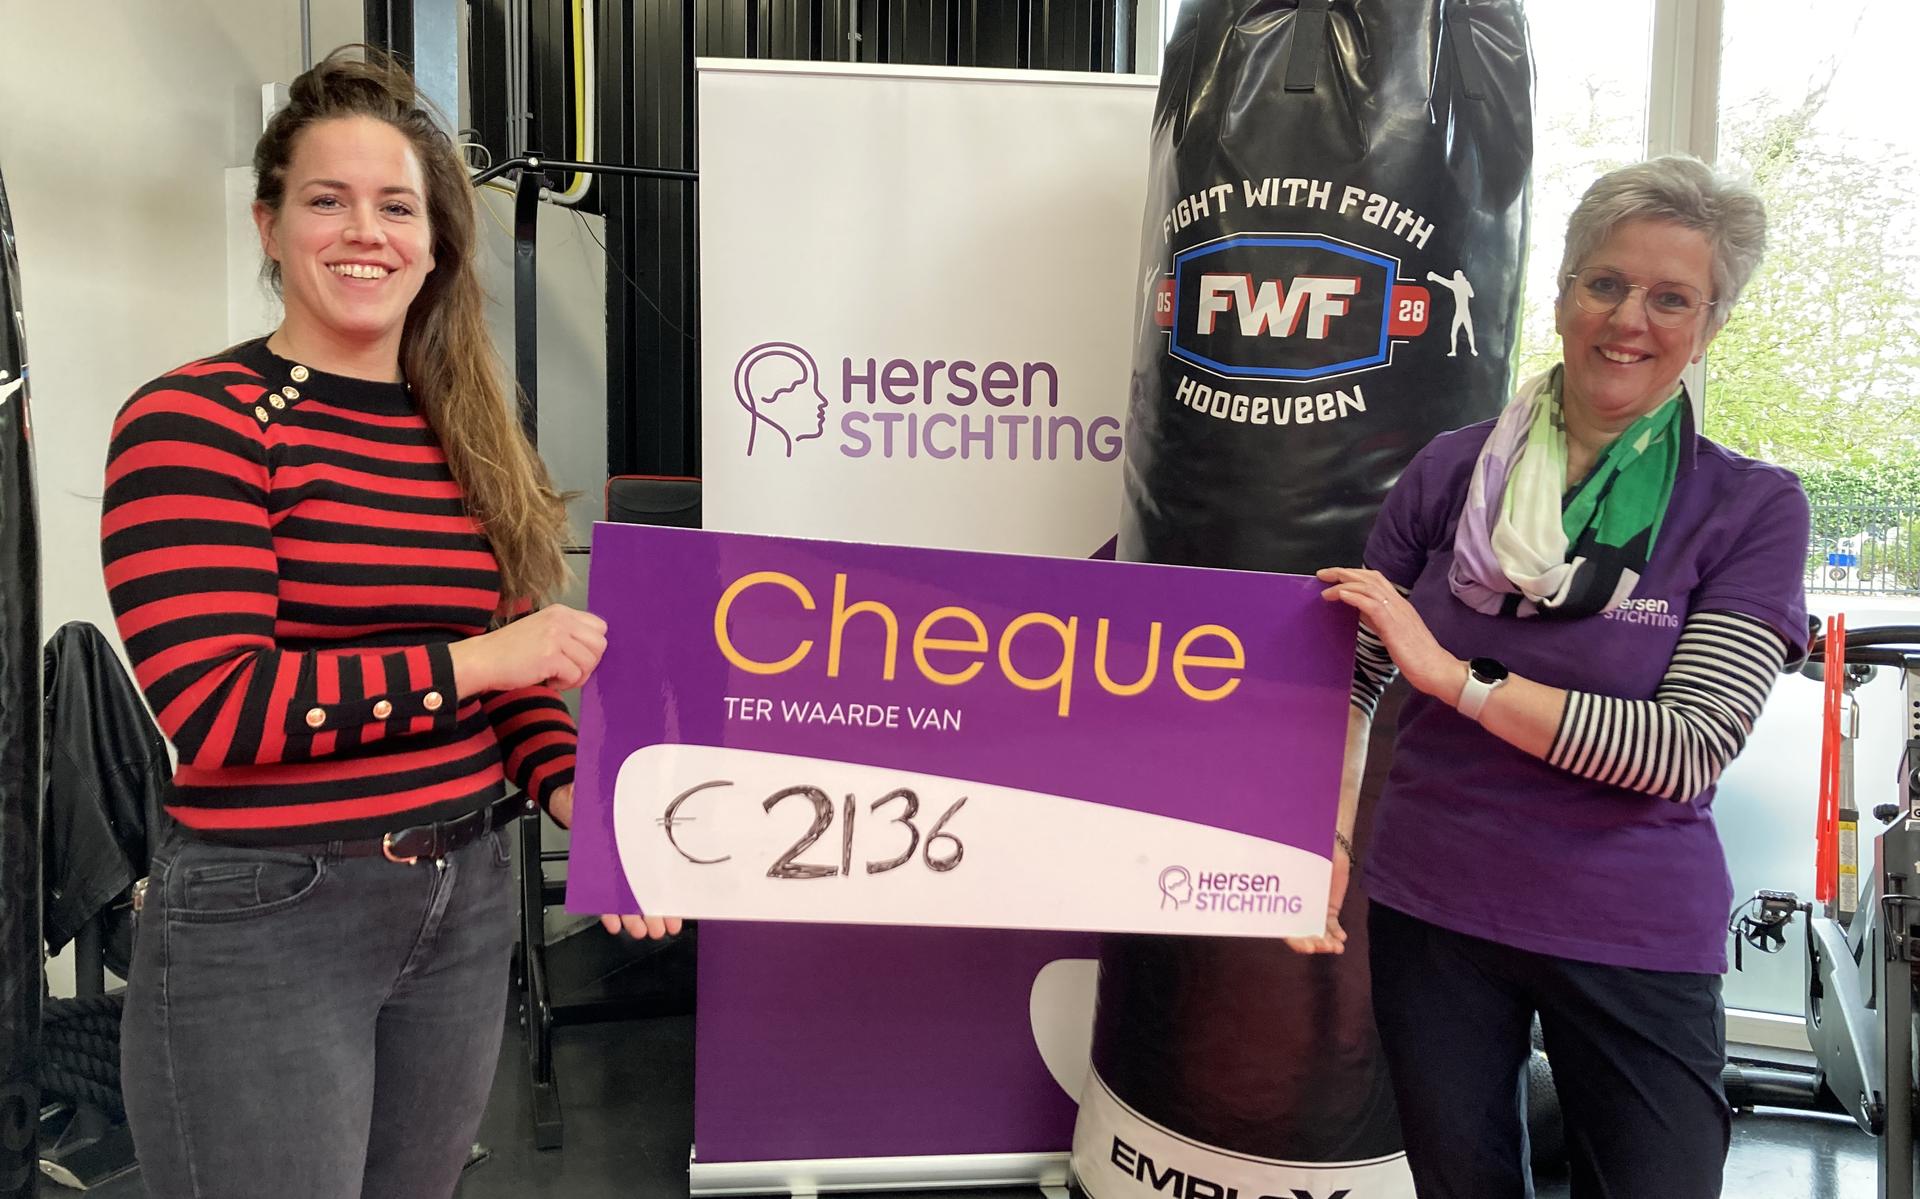 Hersen
STICHTING
FIGHT WITH FAITH
05 FWF 28
HOOGEVEEN
Hersen
STICHTING
Cheque
TER WAARDE VAN
€ 2136
Hersen
STICHTING